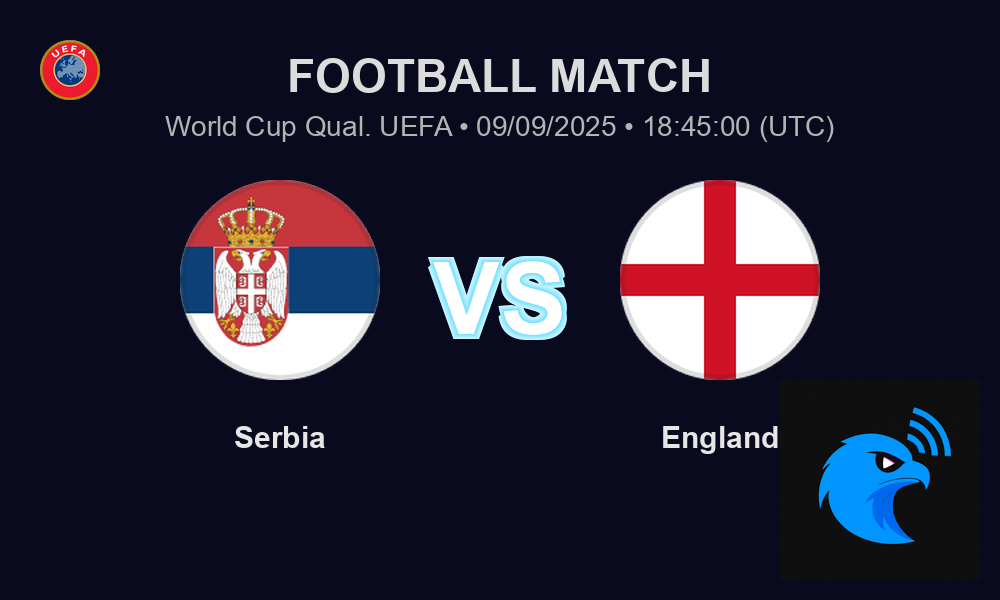 UEFA
FOOTBALL MATCH
World Cup Qual. UEFA • 09/09/2025 • 18:45:00 (UTC)
VS
Serbia
England